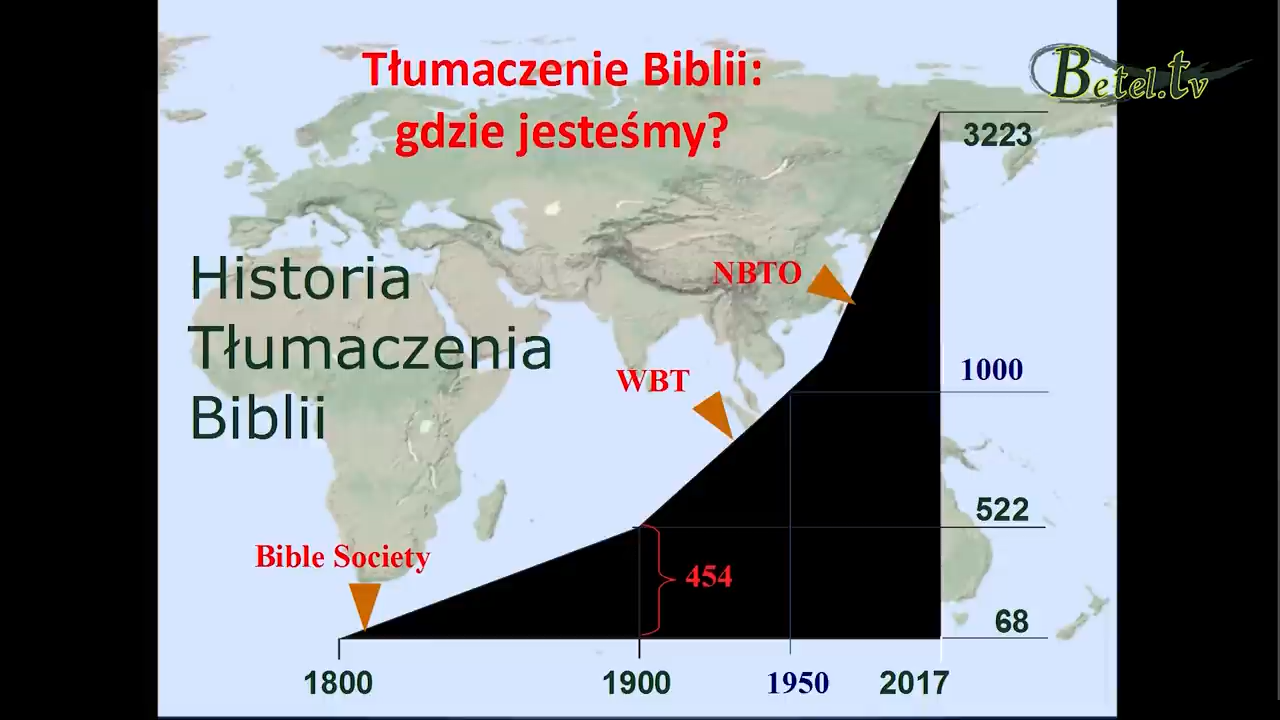 Tłumaczenie Biblii:
gdzie jesteśmy?
Betel.tv
3223
NBTO
Historia
Tłumaczenia
Biblii
1000
WBT
522
Bible Society
454
68
1800
1900
1950
2017